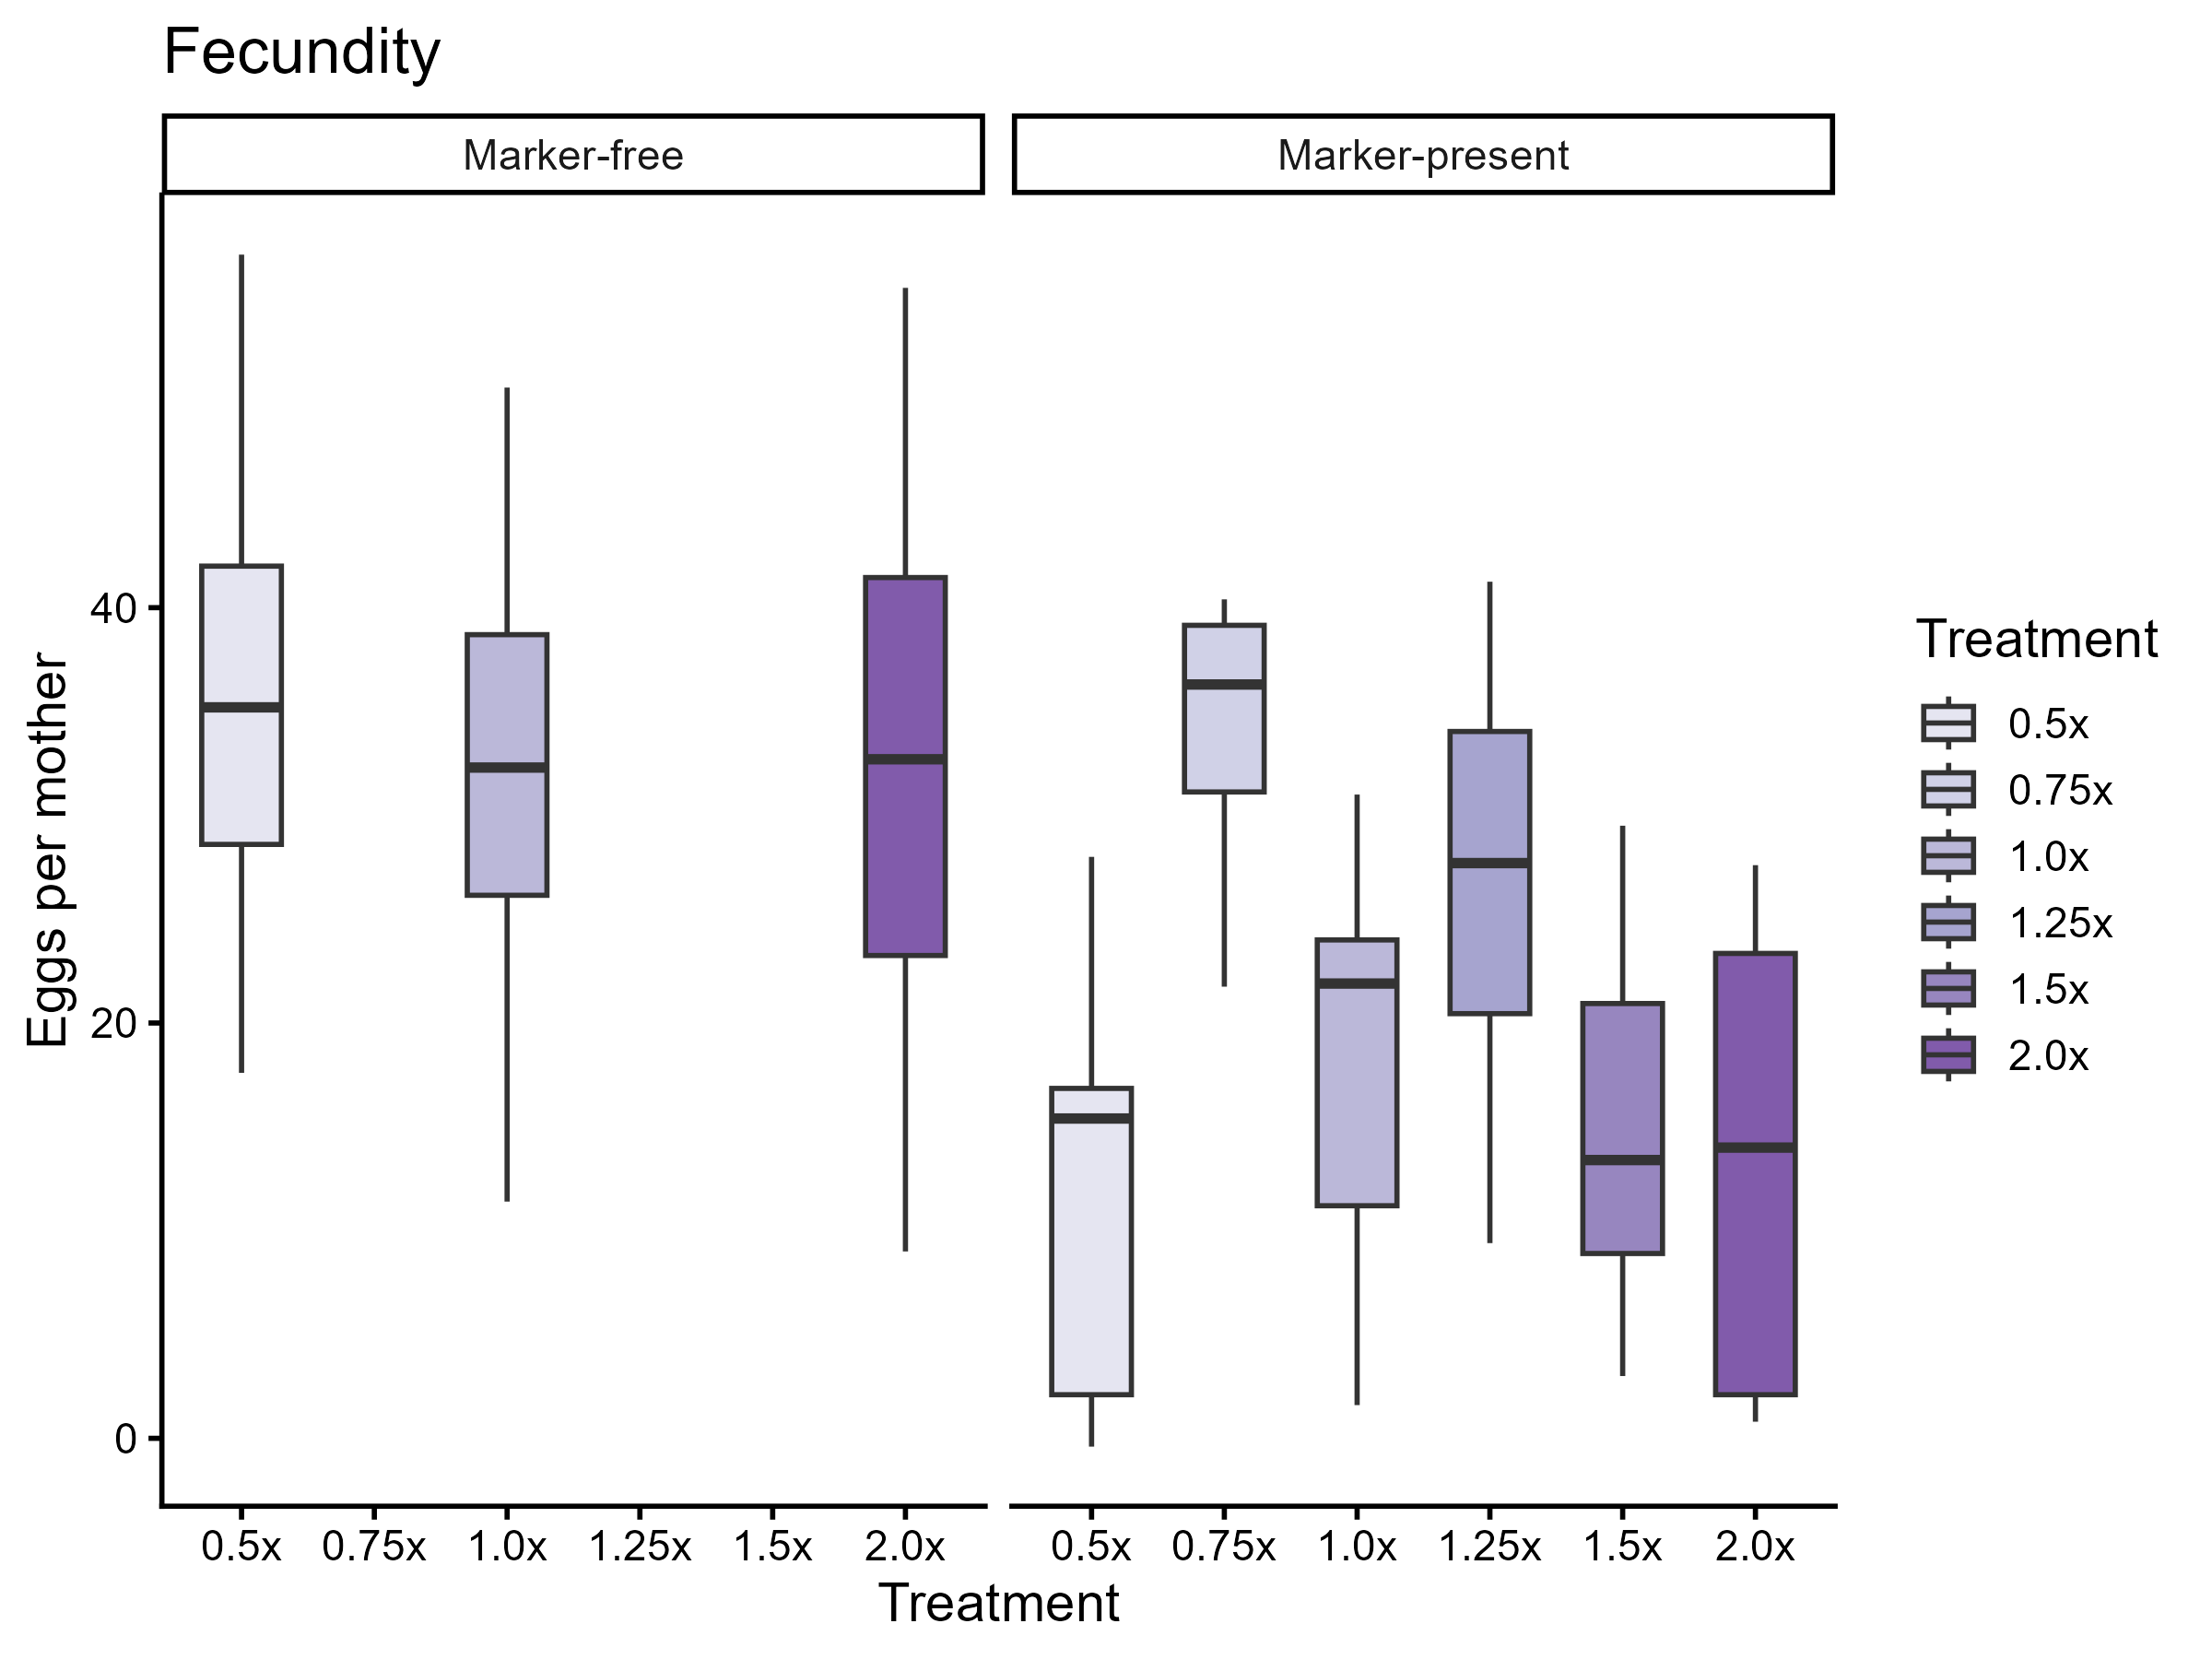 Fecundity
Marker-free
Marker-present
Eggs per mother
40
20
0
0.5x 0.75x 1.0x 1.25x 1.5x 2.0x
0.5x 0.75x 1.0x 1.25x 1.5x 2.0x
Treatment
Treatment
0.5x
0.75x
1.0x
1.25x
1.5x
2.0x